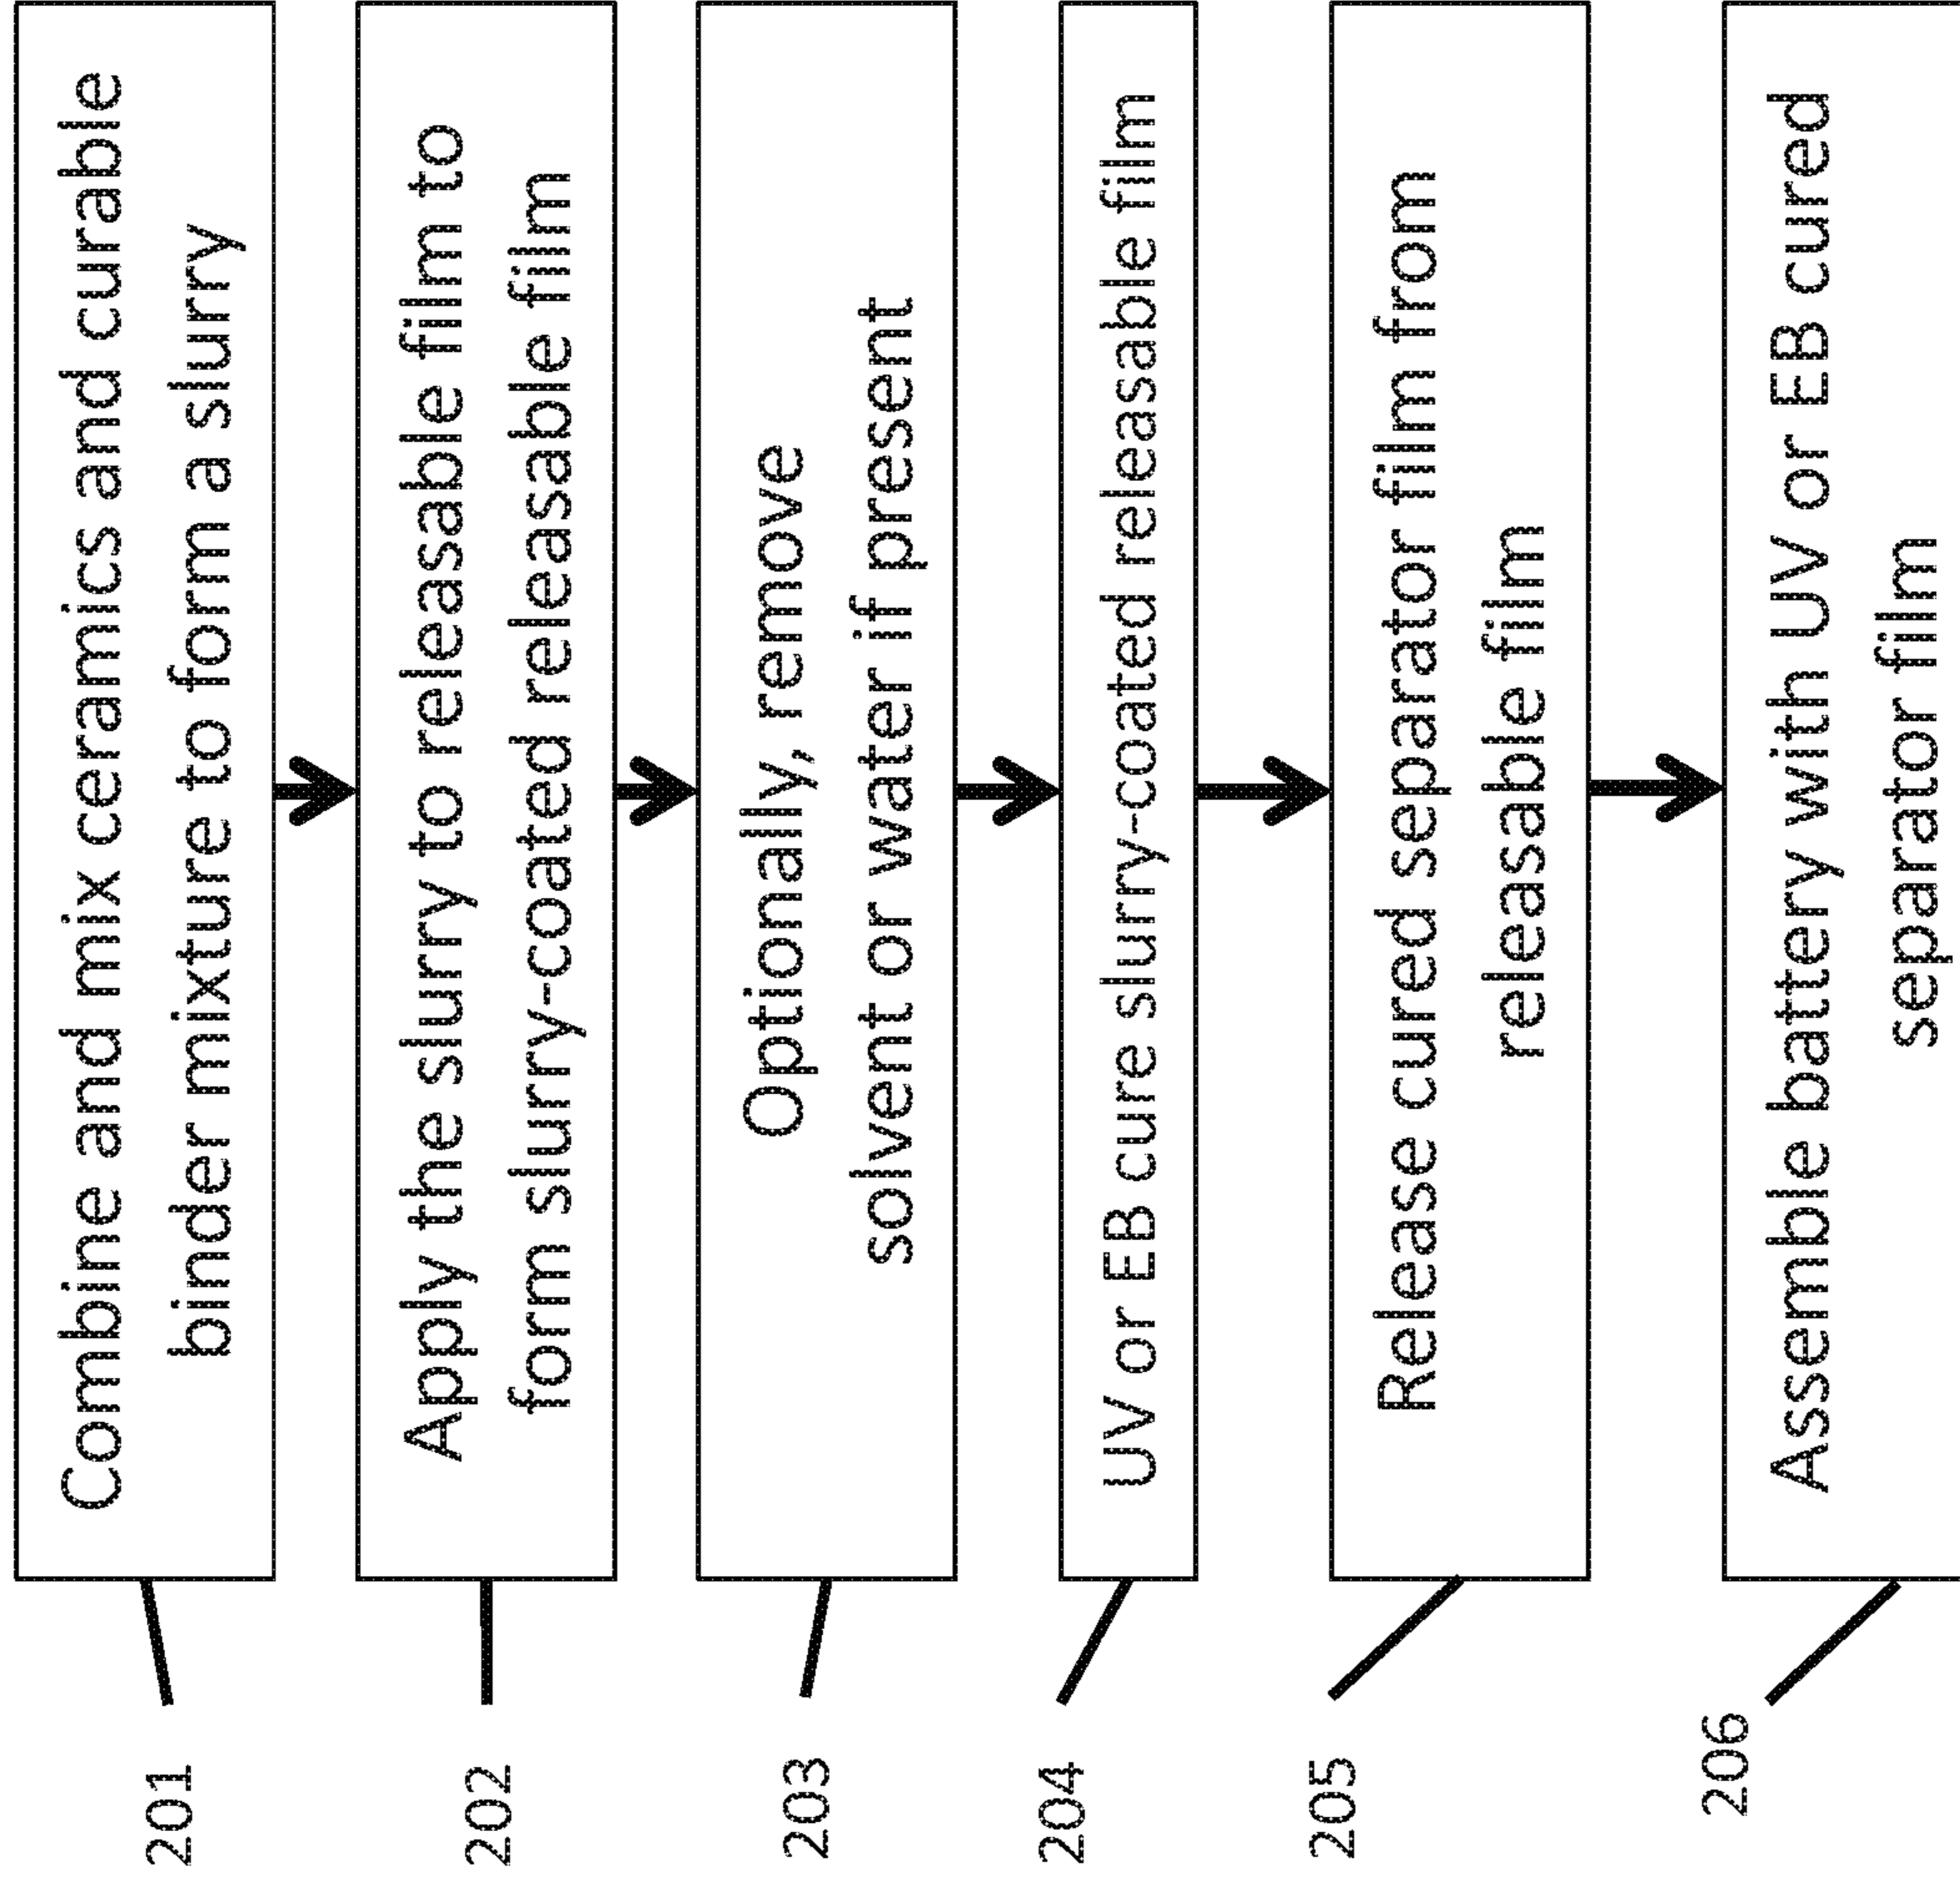 201
Combine and mix ceramics and curable
binder mixture to form a slurry
202
Apply the slurry to releasable film to
form slurry-coated releasable film
203
Optionally, remove
solvent or water if present
204
UV or EB cure slurry-coated releasable film
205
Release cured separator film from
releasable film
206
Assemble battery with UV or EB cured
separator film